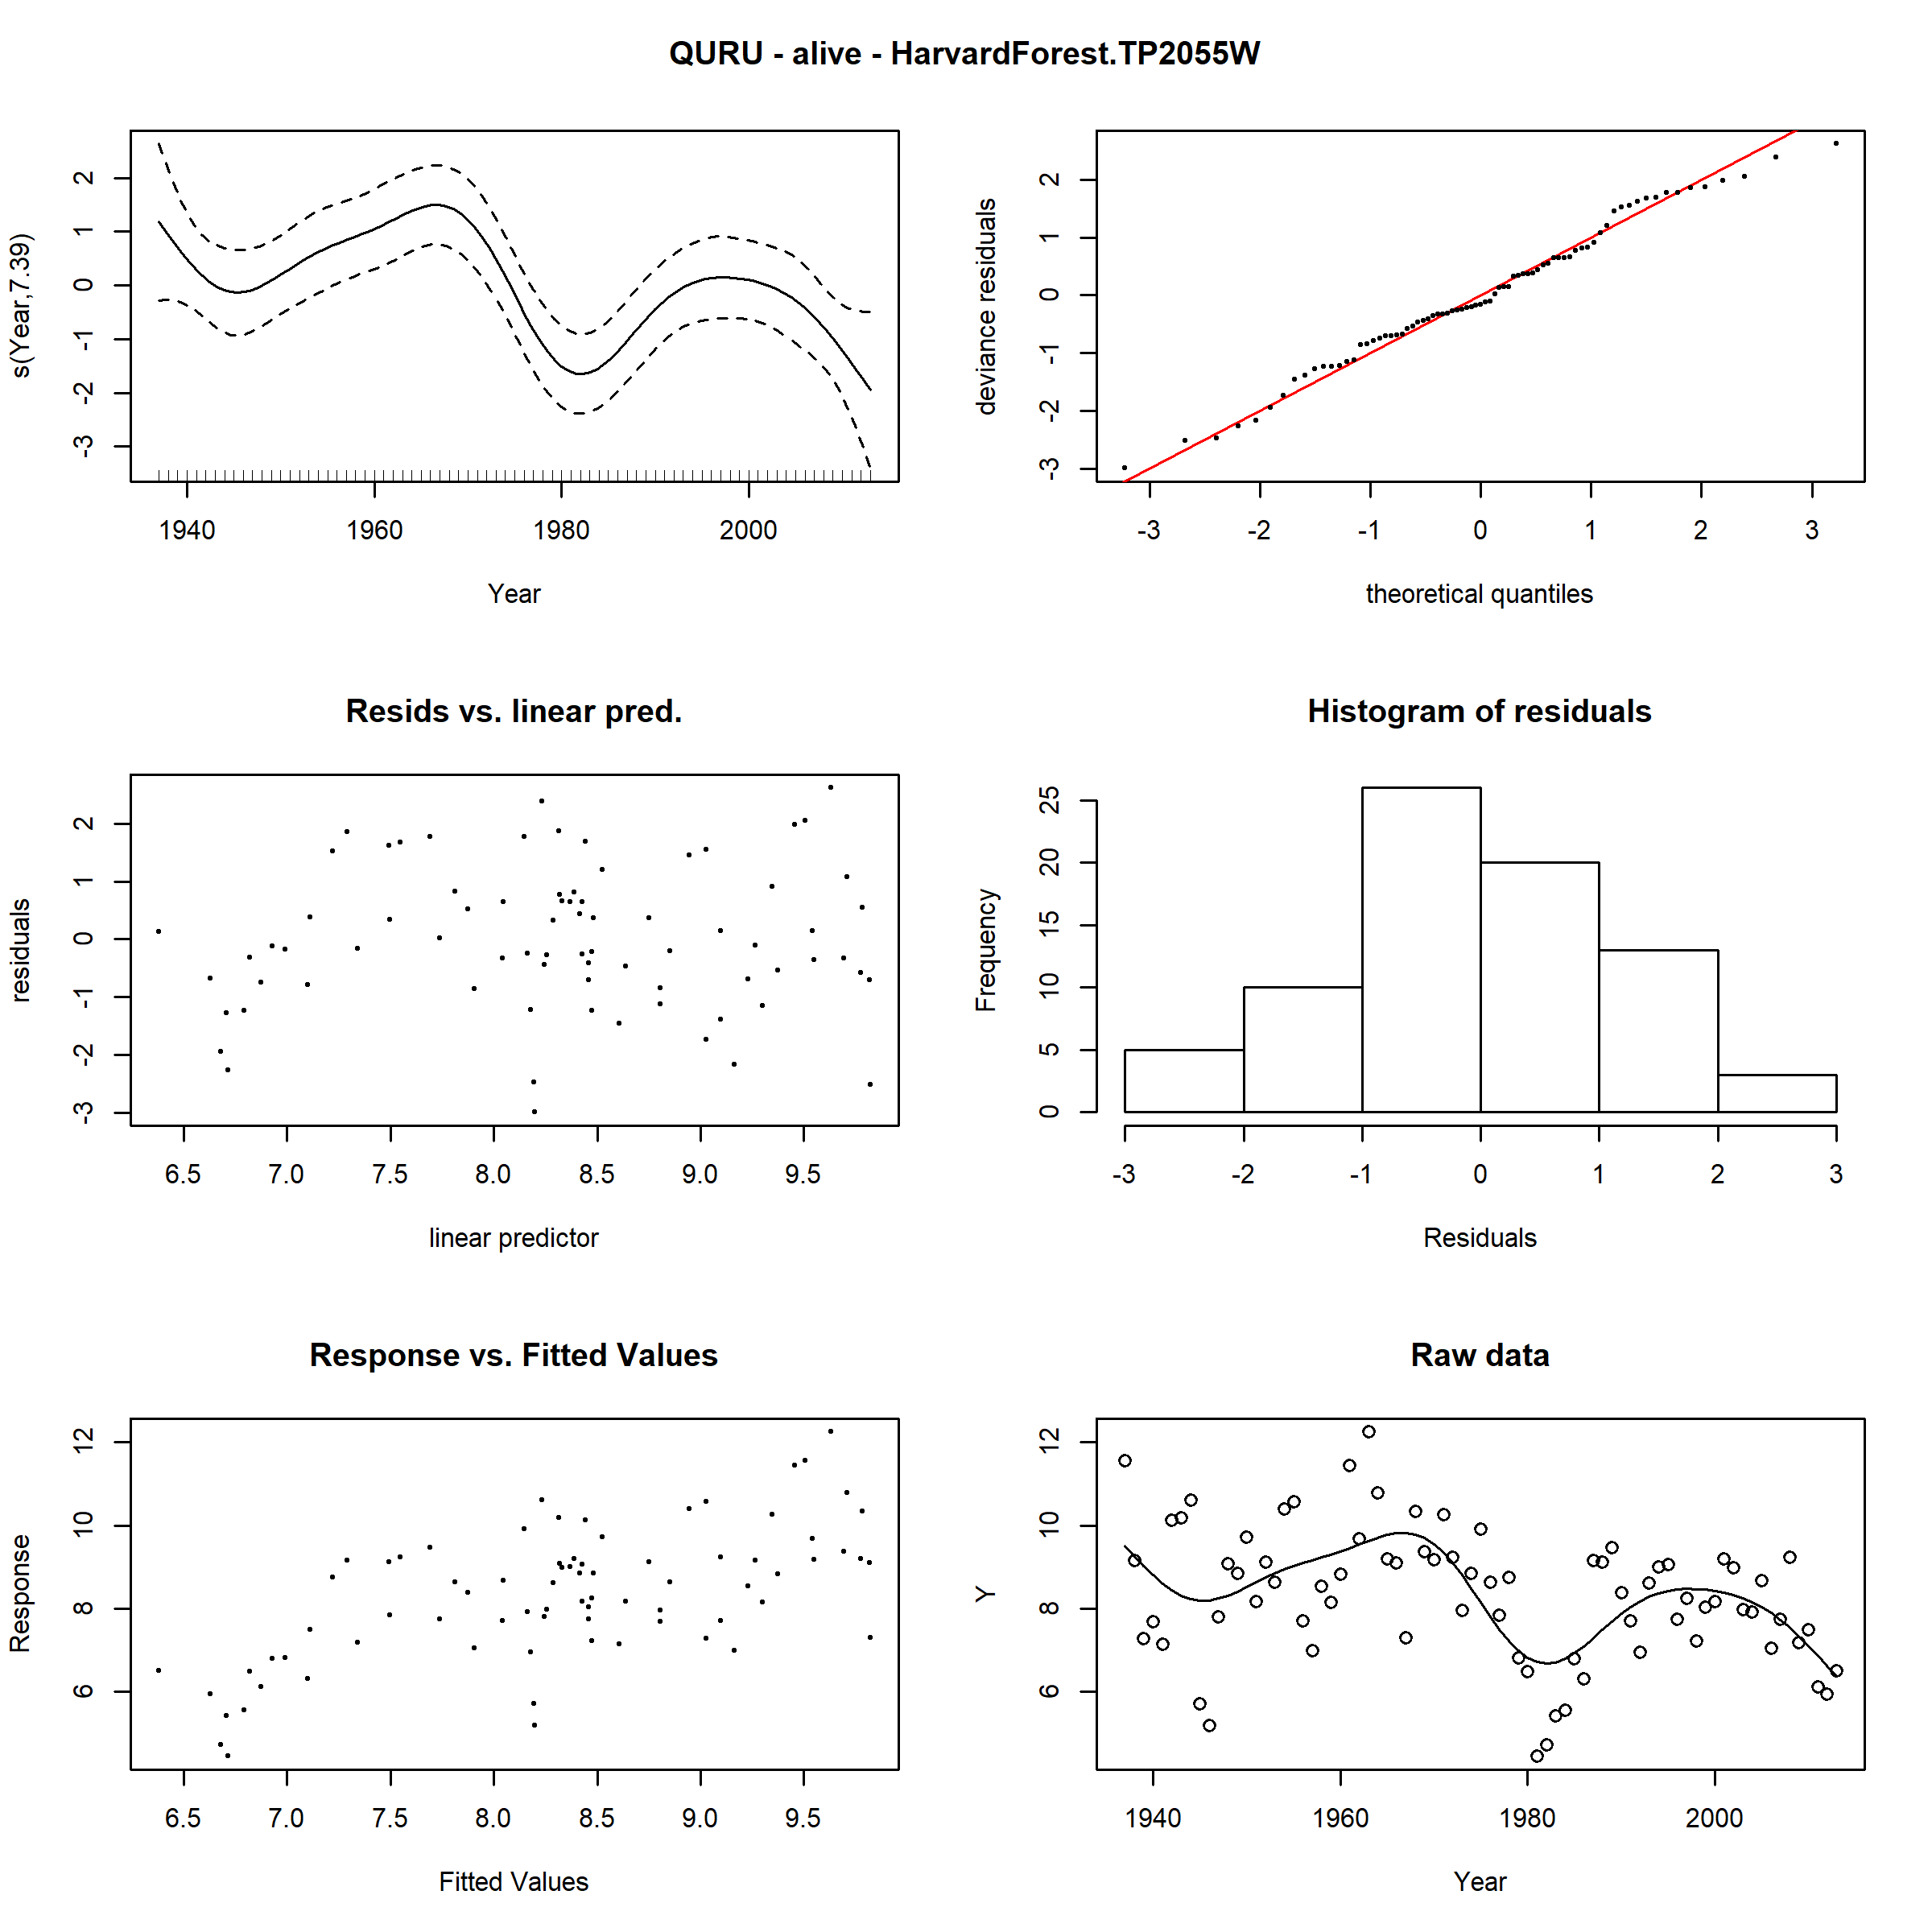 QURU - alive - HarvardForest.TP2055W
s(Year,7.39)
2
1
0
-1
-2
-3
1940 1960 1980 2000
Year
deviance residuals
2
1
0
-1
-2
-3
-3 -2 -1 0 1 2 3
theoretical quantiles
Resids vs. linear pred.
residuals
2
1
0
-1
-2
-3
6.5 7.0 7.5 8.0 8.5 9.0 9.5
linear predictor
Histogram of residuals
Frequency
25
20
15
10
5
0
-3 -2 -1 0 1 2 3
Residuals
Response vs. Fitted Values
Response
12
10
8
6
6.5 7.0 7.5 8.0 8.5 9.0 9.5
Fitted Values
Raw data
Y
12
10
8
6
1940 1960 1980 2000
Year